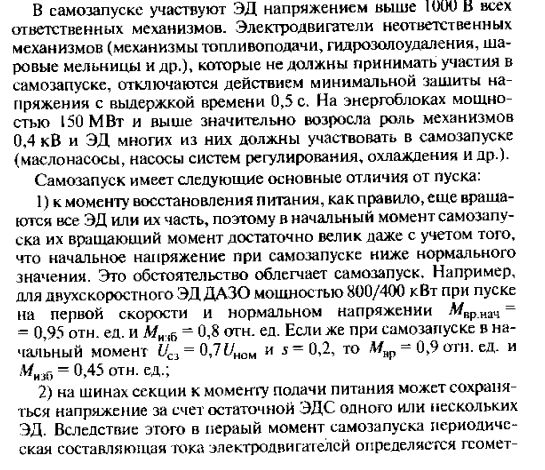 В самозапуске участвуют ЭД напряжением выше 1000 В всех
ответственных механизмов. Электродвигатели неответственных
механизмов (механизмы топливоподачи, гидрозолоудаления, ша-
ровые мельницы и др.), которые не должны принимать участия в
самозапуске, отключаются действием минимальной защиты на-
пряжения с выдержкой времени 0,5 с. На энергоблоках мощно-
стью 150 МВт и выше значительно возросла роль механизмов
0,4 кВ и ЭД многих из них должны участвовать в самозапуске
(маслонасосы, насосы систем регулирования, охлаждения и др.).
Самозапуск имеет следующие основные отличия от пуска:
1) к моменту восстановления питания, как правило, еще враща-
ются все ЭД или их часть, поэтому в начальный момент самозапу-
ска их вращающий момент достаточно велик даже с учетом того,
что начальное напряжение при самозапуске ниже нормального
значения. Это обстоятельство облегчает самозапуск. Например,
для двухскоростного ЭД ДАЗО мощностью 800/400 кВт при пуске
на первой скорости и нормальном напряжении Mвр.нач =
= 0,95 отн. ед. и Mизб = 0,8 отн. ед. Если же при самозапуске в на-
чальный момент Uсз = 0,7Uном и s = 0,2, то Mвр = 0,9 отн. ед. и
Mизб = 0,45 отн. ед.;
2) на шинах секции к моменту подачи питания может сохраня-
ться напряжение за счет остаточной ЭДС одного или нескольких
ЭД. Вследствие этого в первый момент самозапуска периодиче-
ская составляющая тока электродвигателей определяется геомет-